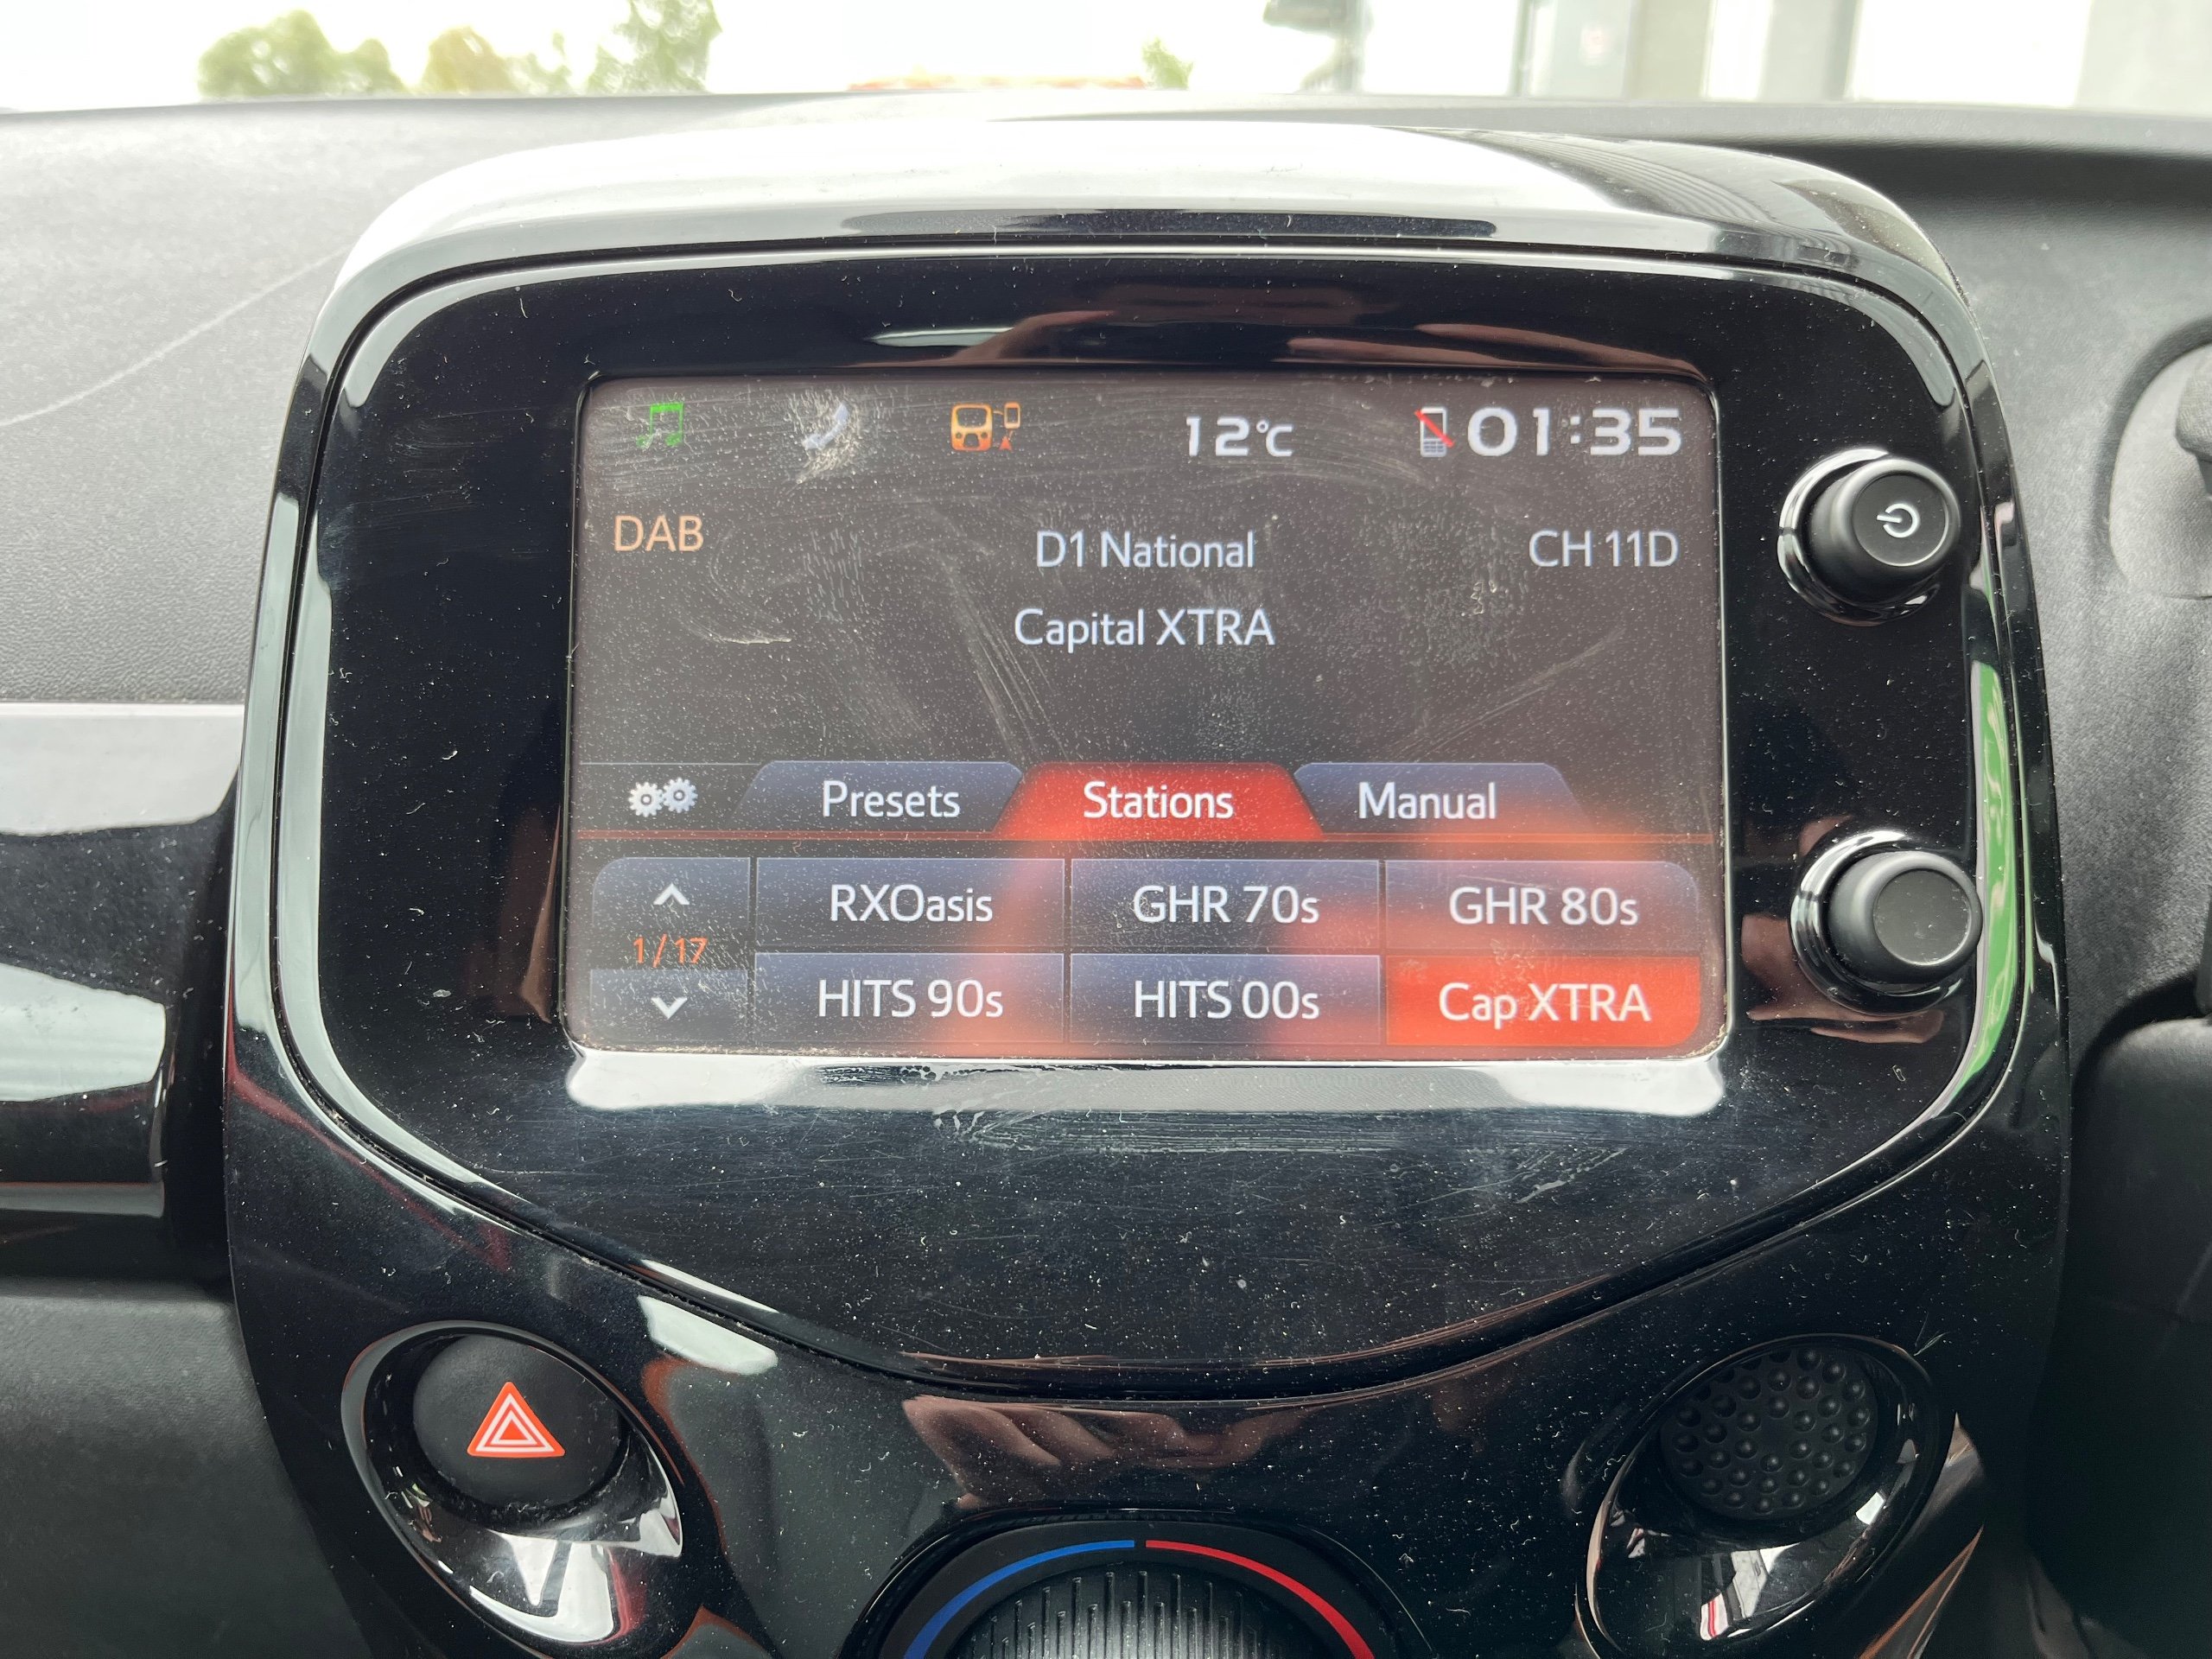 12°C 01:35
DAB D1 National CH 11D
Capital XTRA
Presets Stations Manual
RXOasis GHR 70s GHR 80s
1/17
HITS 90s HITS 00s Cap XTRA